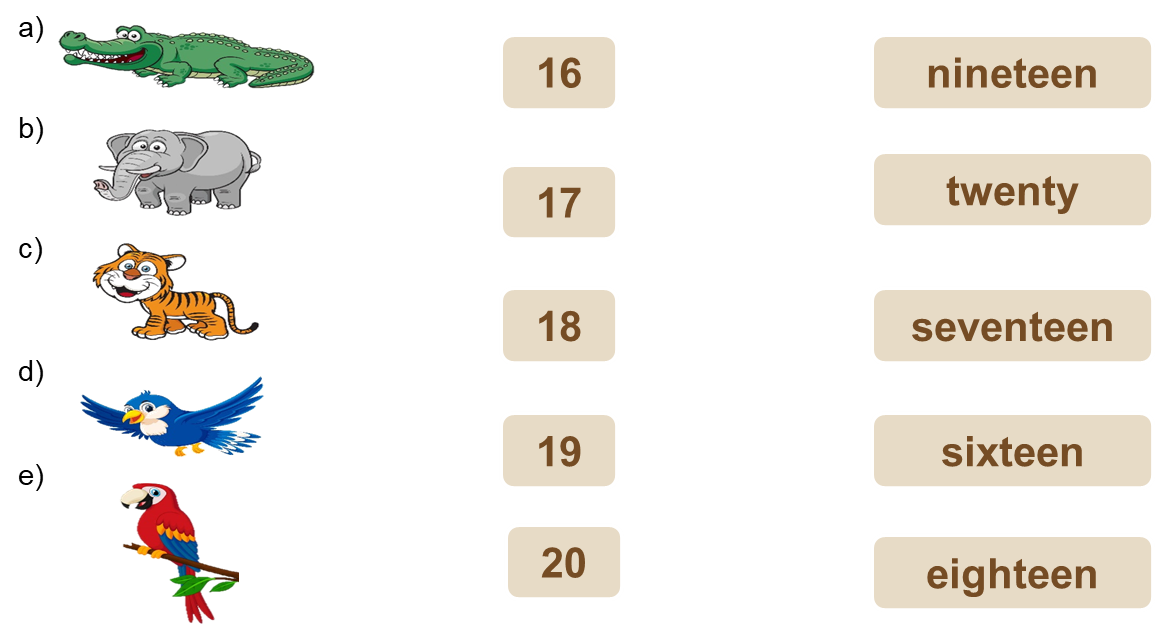 a)
16
nineteen
b)
17
twenty
c)
18
seventeen
d)
19
sixteen
e)
20
eighteen